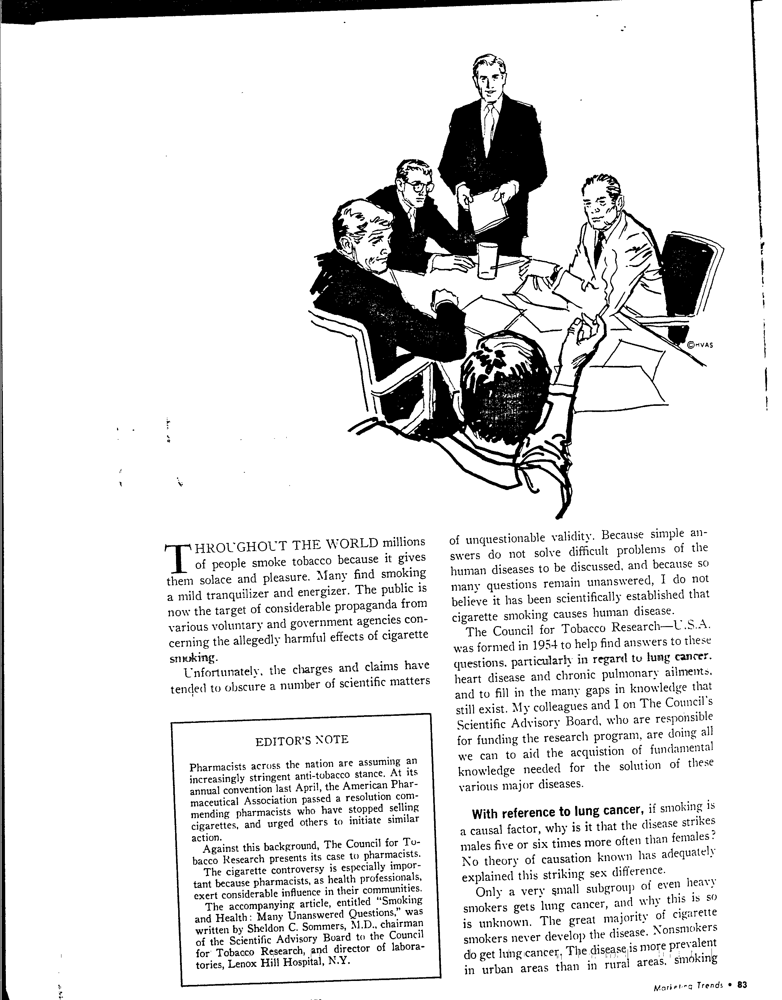 ©HVAS
THROUGHOUT THE WORLD millions
of people smoke tobacco because it gives
them solace and pleasure. Many find smoking
a mild tranquilizer and energizer. The public is
now the target of considerable propaganda from
various voluntary and government agencies con-
cerning the allegedly harmful effects of cigarette
smoking.
Unfortunately, the charges and claims have
tended to obscure a number of scientific matters
EDITOR'S NOTE
Pharmacists across the nation are assuming an
increasingly stringent anti-tobacco stance. At its
annual convention last April, the American Phar-
maceutical Association passed a resolution com-
mending pharmacists who have stopped selling
cigarettes, and urged others to initiate similar
action.
Against this background, The Council for To-
bacco Research presents its case to pharmacists.
The cigarette controversy is especially impor-
tant because pharmacists, as health professionals,
exert considerable influence in their communities.
The accompanying article, entitled "Smoking
and Health: Many Unanswered Questions," was
written by Sheldon C. Sommers, M.D., chairman
of the Scientific Advisory Board to the Council
for Tobacco Research, and director of labora-
tories, Lenox Hill Hospital, N.Y.
of unquestionable validity. Because simple an-
swers do not solve difficult problems of the
human diseases to be discussed, and because so
many questions remain unanswered, I do not
believe it has been scientifically established that
cigarette smoking causes human disease.
The Council for Tobacco Research—U.S.A.
was formed in 1954 to help find answers to these
questions, particularly in regard to lung cancer,
heart disease and chronic pulmonary ailments,
and to fill in the many gaps in knowledge that
still exist. My colleagues and I on The Council's
Scientific Advisory Board, who are responsible
for funding the research program, are doing all
we can to aid the acquistion of fundamental
knowledge needed for the solution of these
various major diseases.
With reference to lung cancer, if smoking is
a causal factor, why is it that the disease strikes
males five or six times more often than females?
No theory of causation known has adequately
explained this striking sex difference.
Only a very small subgroup of even heavy
smokers gets lung cancer, and why this is so
is unknown. The great majority of cigarette
smokers never develop the disease. Nonsmokers
do get lung cancer. The disease is more prevalent
in urban areas than in rural areas, smoking
Marketing Trends • 83